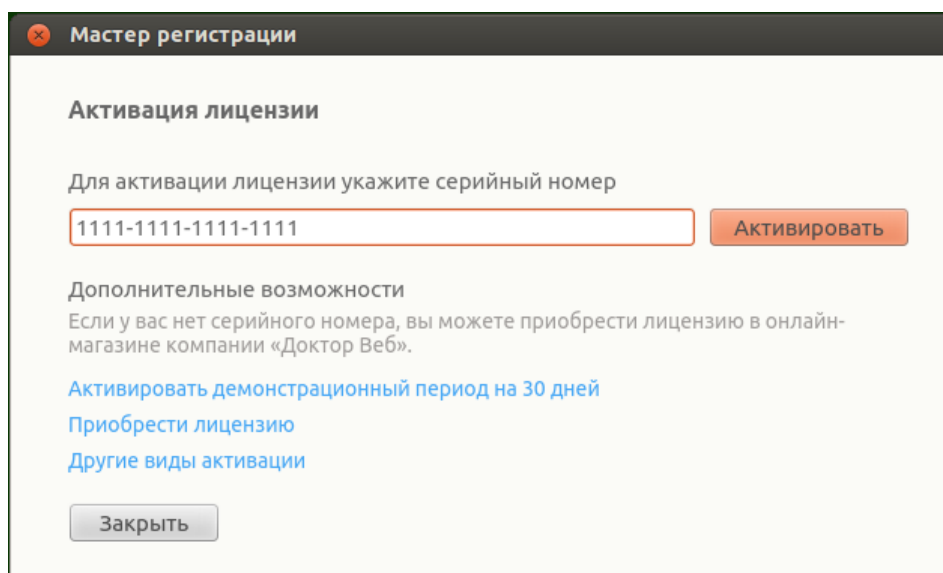 Мастер регистрации
Активация лицензии
Для активации лицензии укажите серийный номер
1111-1111-1111-1111
Активировать
Дополнительные возможности
Если у вас нет серийного номера, вы можете приобрести лицензию в онлайн-
магазине компании «Доктор Веб».
Активировать демонстрационный период на 30 дней
Приобрести лицензию
Другие виды активации
Закрыть